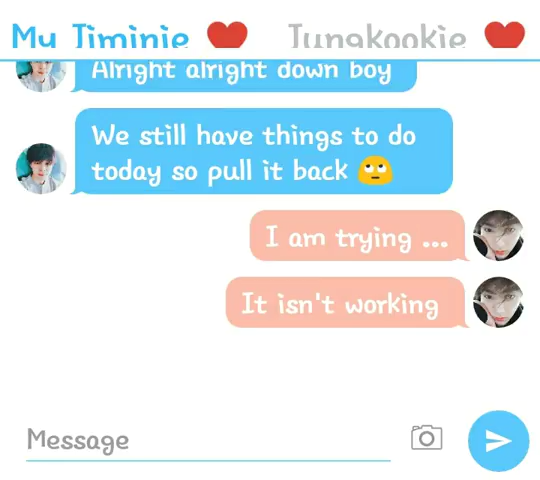 My Jiminie ❤️ Jungkookie ❤️
Alright alright down boy
We still have things to do
today so pull it back 🙄
I am trying ...
It isn't working
Message